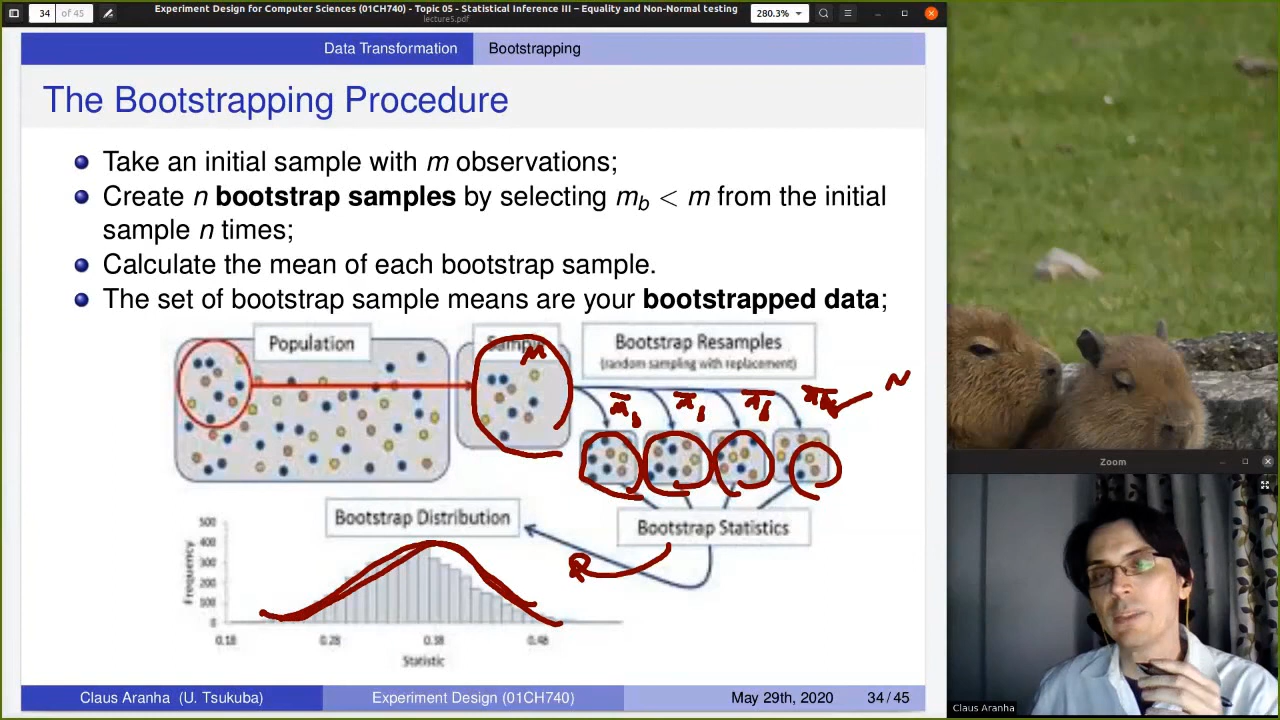 34 of 45
Experiment Design for Computer Sciences (01CH740) - Topic 05 - Statistical Inference III – Equality and Non-Normal testing
lecture5.pdf
280.3%
Data Transformation
Bootstrapping
The Bootstrapping Procedure
Take an initial sample with m observations;
Create n bootstrap samples by selecting m_b < m from the initial
sample n times;
Calculate the mean of each bootstrap sample.
The set of bootstrap sample means are your bootstrapped data;
Population
Sample
Bootstrap Resamples
(random sampling with replacement)
M
N
Bootstrap Statistics
Bootstrap Distribution
Frequency
500
400
300
200
100
0
0.18
0.28
0.38
0.48
Statistic
Claus Aranha (U. Tsukuba)
Experiment Design (01CH740)
May 29th, 2020
34 / 45
Zoom
Claus Aranha